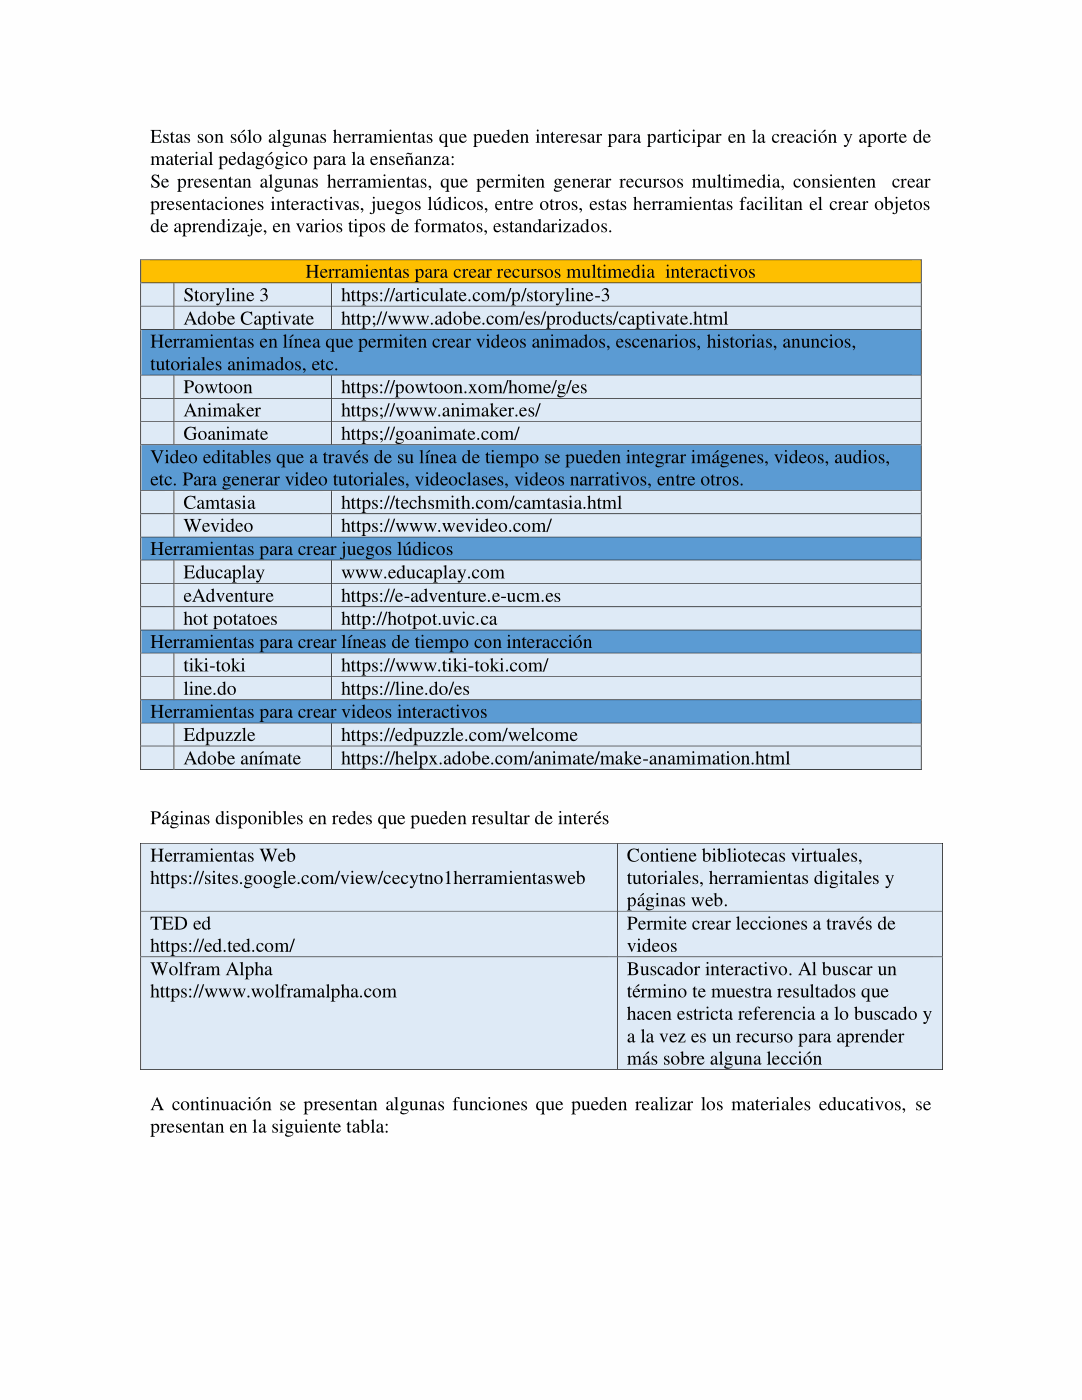 Estas son sólo algunas herramientas que pueden interesar para participar en la creación y aporte de
material pedagógico para la enseñanza:
Se presentan algunas herramientas, que permiten generar recursos multimedia, consienten crear
presentaciones interactivas, juegos lúdicos, entre otros, estas herramientas facilitan el crear objetos
de aprendizaje, en varios tipos de formatos, estandarizados.
Herramientas para crear recursos multimedia interactivos
Storyline 3 https://articulate.com/p/storyline-3
Adobe Captivate http;//www.adobe.com/es/products/captivate.html
Herramientas en línea que permiten crear videos animados, escenarios, historias, anuncios,
tutoriales animados, etc.
Powtoon https://powtoon.xom/home/g/es
Animaker https;//www.animaker.es/
Goanimate https;//goanimate.com/
Video editables que a través de su línea de tiempo se pueden integrar imágenes, videos, audios,
etc. Para generar video tutoriales, videoclases, videos narrativos, entre otros.
Camtasia https://techsmith.com/camtasia.html
Wevideo https://www.wevideo.com/
Herramientas para crear juegos lúdicos
Educaplay www.educaplay.com
eAdventure https://e-adventure.e-ucm.es
hot potatoes http://hotpot.uvic.ca
Herramientas para crear líneas de tiempo con interacción
tiki-toki https://www.tiki-toki.com/
line.do https://line.do/es
Herramientas para crear videos interactivos
Edpuzzle https://edpuzzle.com/welcome
Adobe anímate https://helpx.adobe.com/animate/make-anamimation.html
Páginas disponibles en redes que pueden resultar de interés
Herramientas Web
https://sites.google.com/view/cecytno1herramientasweb
Contiene bibliotecas virtuales,
tutoriales, herramientas digitales y
páginas web.
TED ed
https://ed.ted.com/
Permite crear lecciones a través de
videos
Wolfram Alpha
https://www.wolframalpha.com
Buscador interactivo. Al buscar un
término te muestra resultados que
hacen estricta referencia a lo buscado y
a la vez es un recurso para aprender
más sobre alguna lección
A continuación se presentan algunas funciones que pueden realizar los materiales educativos, se
presentan en la siguiente tabla: